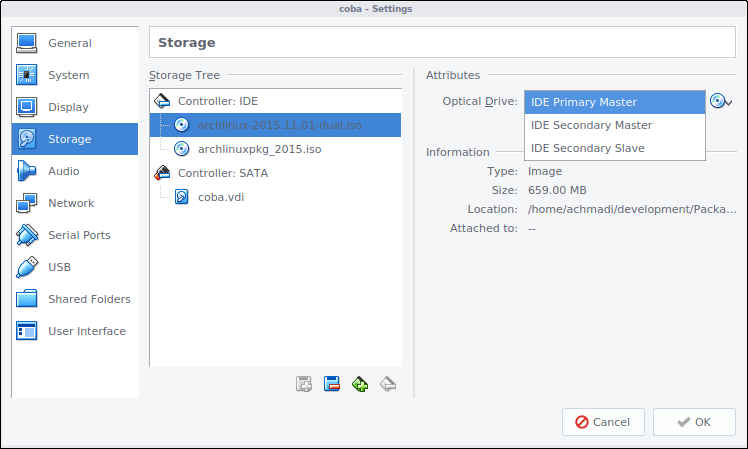 coba - Settings
General
System
Display
Storage
Audio
Network
Serial Ports
USB
Shared Folders
User Interface
Storage
Storage Tree
Controller: IDE
archlinux-2015.11.01-dual.iso
archlinuxpkg_2015.iso
Controller: SATA
coba.vdi
Attributes
Optical Drive:
IDE Primary Master
IDE Secondary Master
IDE Secondary Slave
Information
Type: Image
Size: 659.00 MB
Location: /home/achmadi/development/Packa...
Attached to: --
Cancel
OK